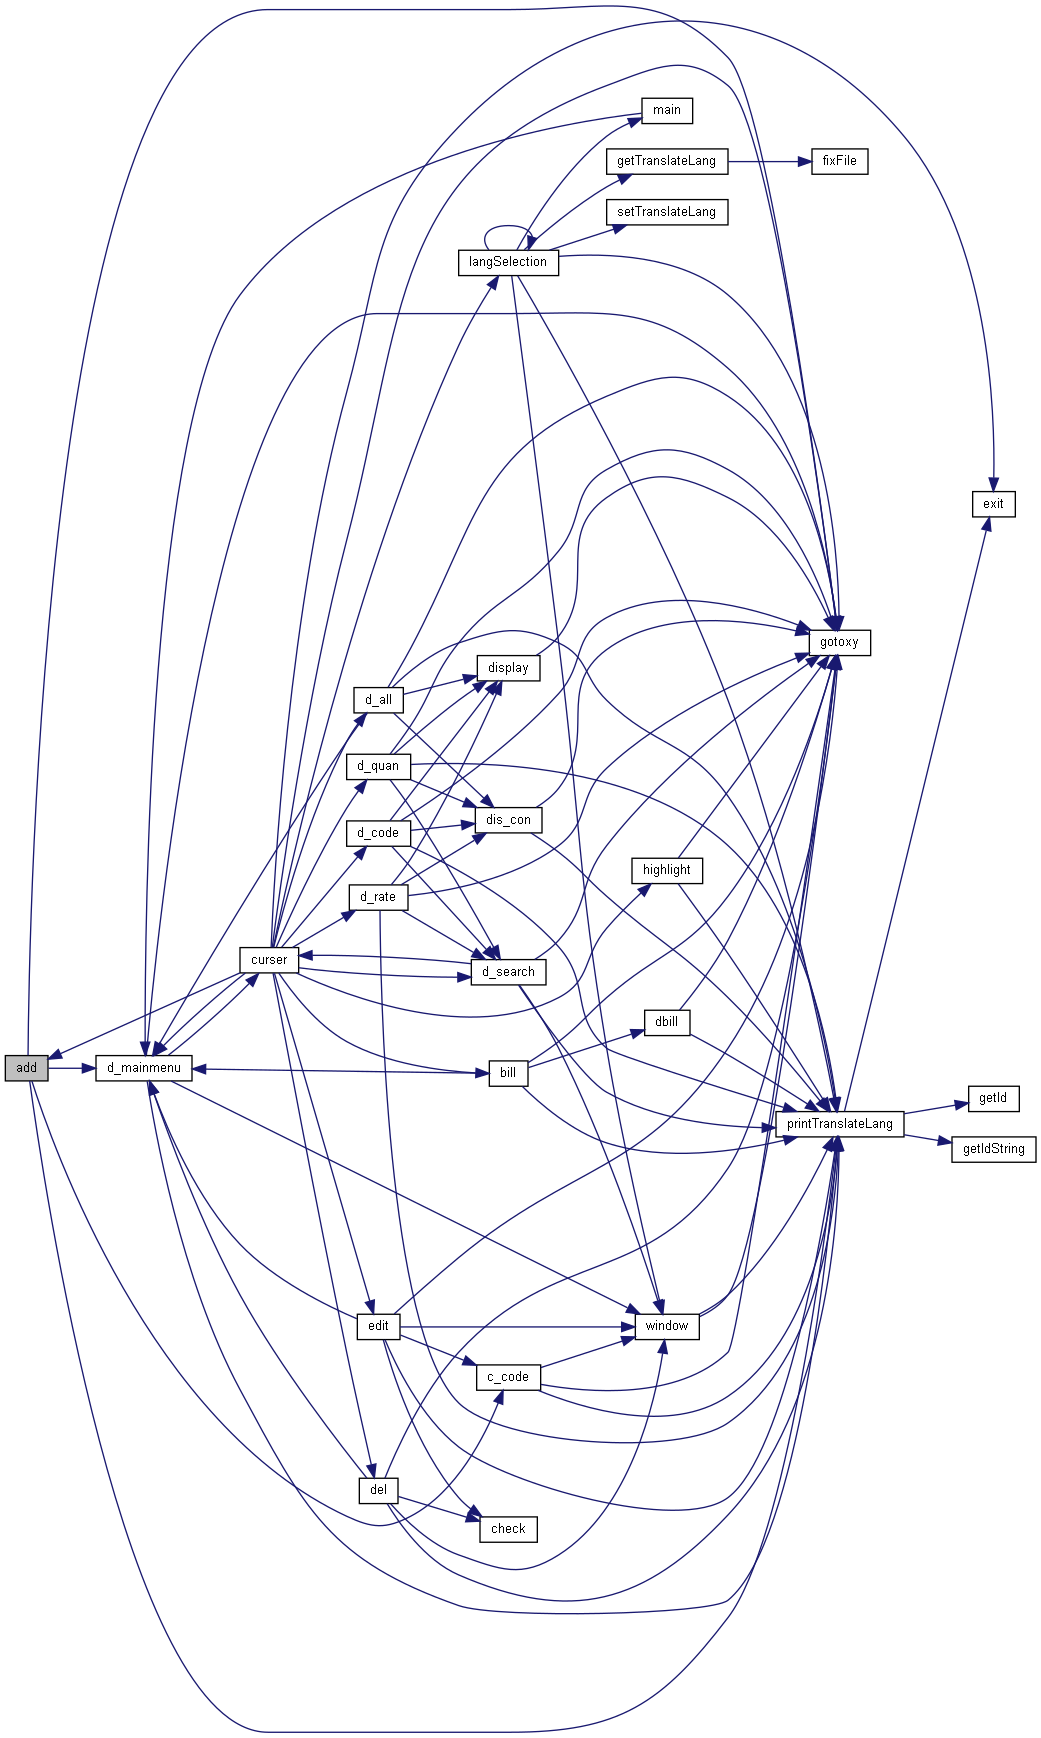 main
getTranslateLang
fixFile
setTranslateLang
langSelection
exit
gotoxy
display
d_all
d_quan
dis_con
d_code
highlight
d_rate
curser
d_search
dbill
add
d_mainmenu
bill
getId
printTranslateLang
getIdString
edit
window
c_code
del
check